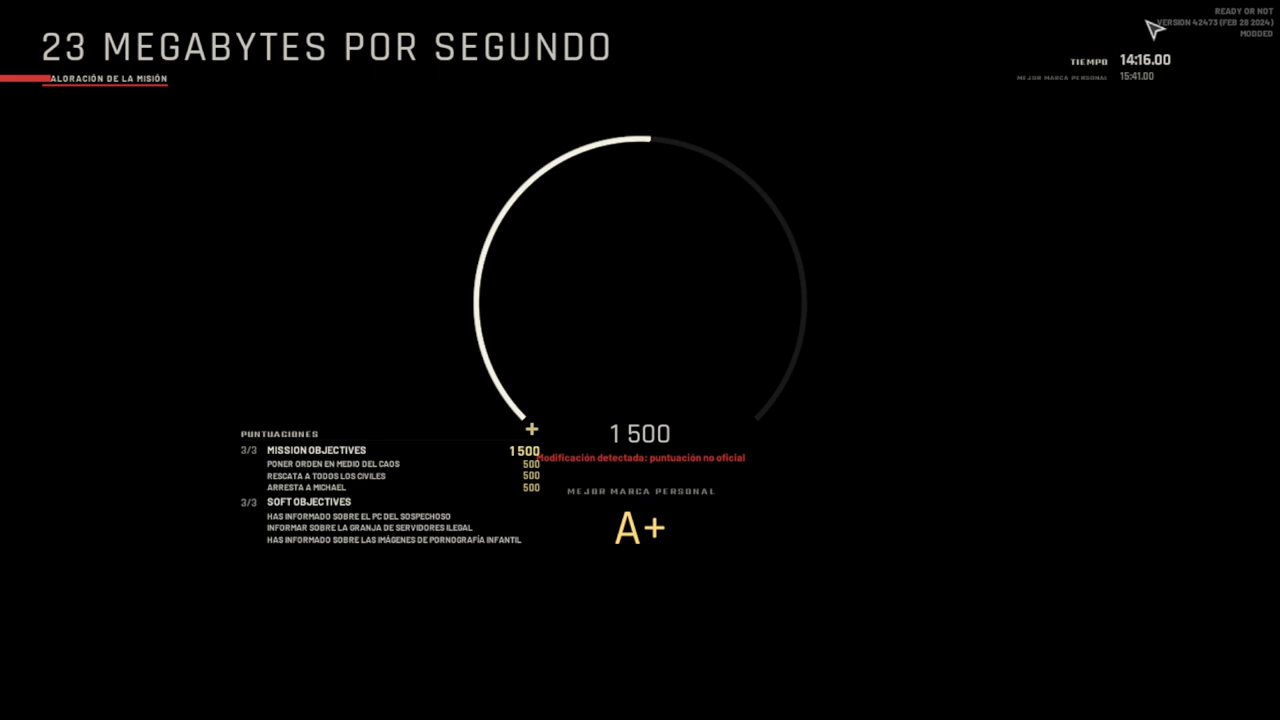 READY OR NOT
VERSION 42473 (FEB 28 2024)
MODDED
23 MEGABYTES POR SEGUNDO
ALORACIÓN DE LA MISIÓN
TIEMPO 14:16.00
MEJOR MARCA PERSONAL 15:41.00
PUNTUACIONES +
3/3 MISSION OBJECTIVES 1 500
PONER ORDEN EN MEDIO DEL CAOS 500
RESCATA A TODOS LOS CIVILES 500
ARRESTA A MICHAEL 500
3/3 SOFT OBJECTIVES
HAS INFORMADO SOBRE EL PC DEL SOSPECHOSO
INFORMAR SOBRE LA GRANJA DE SERVIDORES ILEGAL
HAS INFORMADO SOBRE LAS IMÁGENES DE PORNOGRAFÍA INFANTIL
1 500
Modificación detectada: puntuación no oficial
MEJOR MARCA PERSONAL
A+